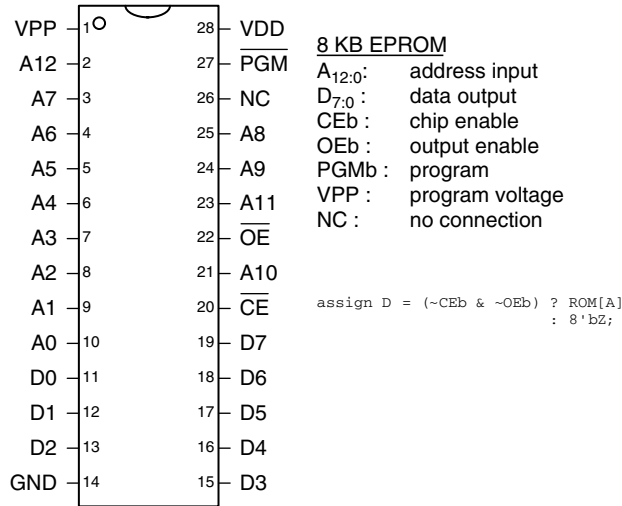 VPP 1 28 VDD
A12 2 27 PGM
A7 3 26 NC
A6 4 25 A8
A5 5 24 A9
A4 6 23 A11
A3 7 22 OE
A2 8 21 A10
A1 9 20 CE
A0 10 19 D7
D0 11 18 D6
D1 12 17 D5
D2 13 16 D4
GND 14 15 D3
8 KB EPROM
A12:0: address input
D7:0 : data output
CEb : chip enable
OEb : output enable
PGMb : program
VPP : program voltage
NC : no connection
assign D = (~CEb & ~OEb) ? ROM[A]
: 8'bZ;